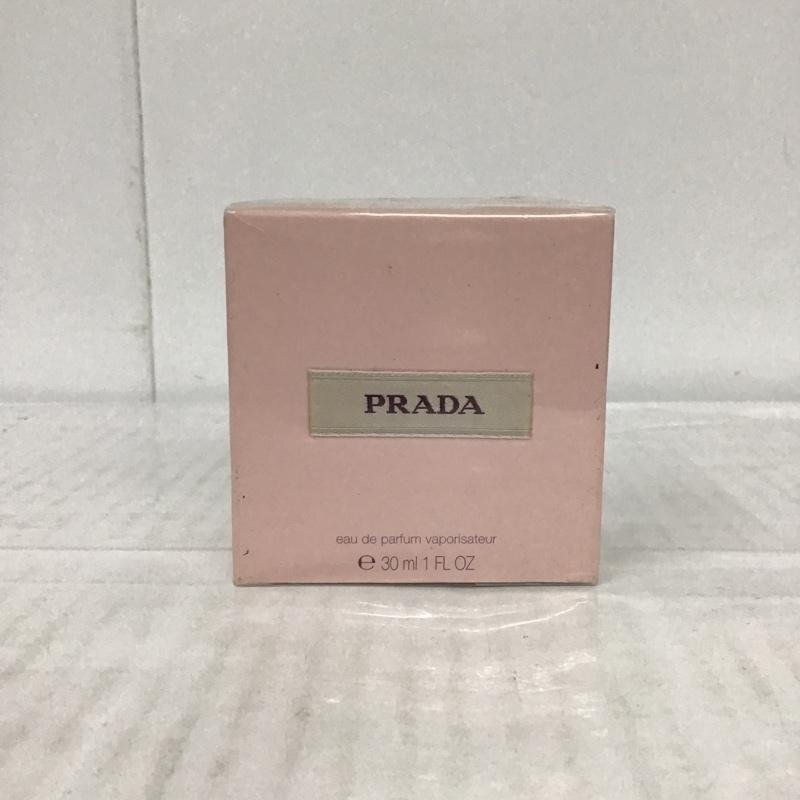 PRADA
eau de parfum vaporisateur
℮ 30 ml 1 FL OZ